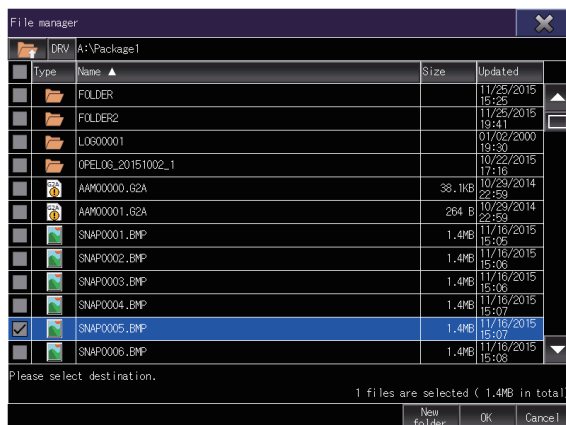 File manager
DRV A:\Package1
Type Name ▲ Size Updated
FOLDER 11/25/2015 15:25
FOLDER2 11/25/2015 19:41
LOG00001 01/02/2000 19:30
OPELOG_20151002_1 10/22/2015 17:16
AAM00000.G2A 38.1KB 10/29/2014 22:59
AAM00001.G2A 264 B 10/29/2014 22:59
SNAP0001.BMP 1.4MB 11/16/2015 15:05
SNAP0002.BMP 1.4MB 11/16/2015 15:06
SNAP0003.BMP 1.4MB 11/16/2015 15:06
SNAP0004.BMP 1.4MB 11/16/2015 15:07
SNAP0005.BMP 1.4MB 11/16/2015 15:07
SNAP0006.BMP 1.4MB 11/16/2015 15:08
Please select destination.
1 files are selected ( 1.4MB in total)
New folder OK Cancel